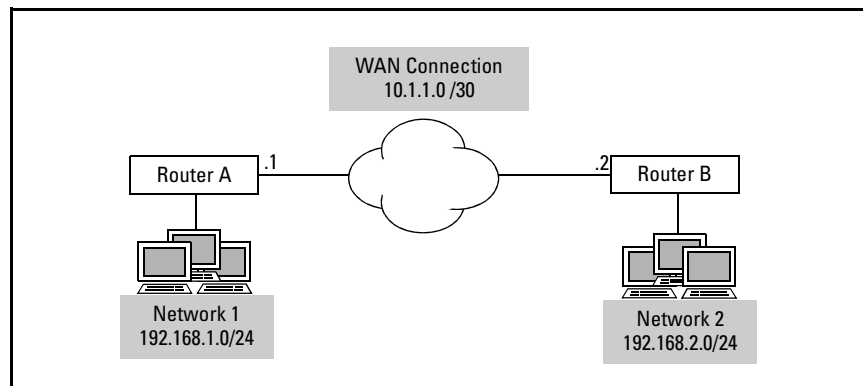 WAN Connection
10.1.1.0 /30
Router A
.1
.2
Router B
Network 1
192.168.1.0/24
Network 2
192.168.2.0/24